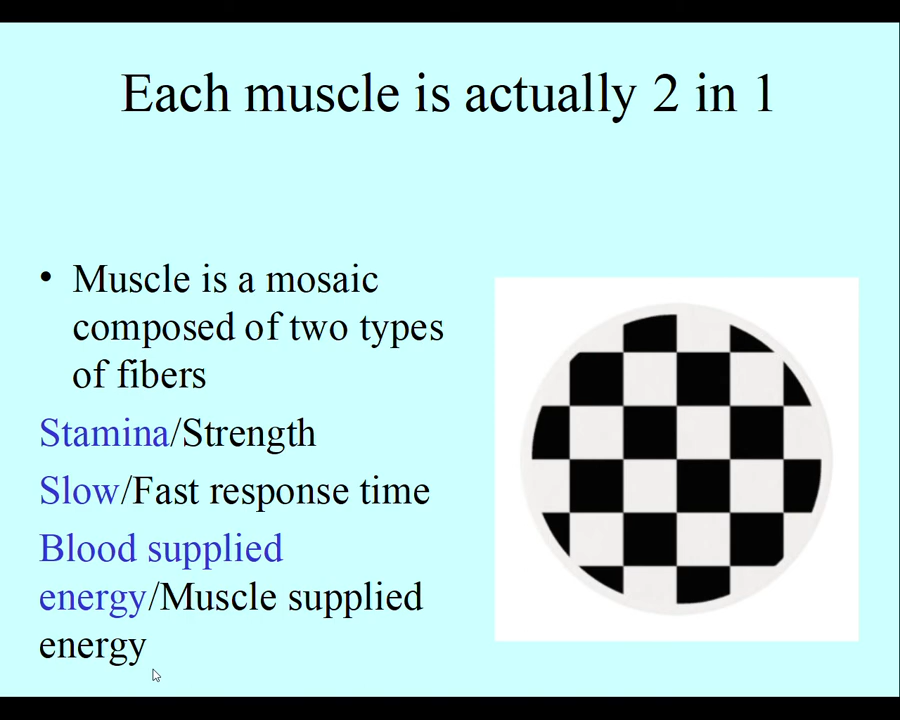 Each muscle is actually 2 in 1
• Muscle is a mosaic
composed of two types
of fibers
Stamina/Strength
Slow/Fast response time
Blood supplied
energy/Muscle supplied
energy